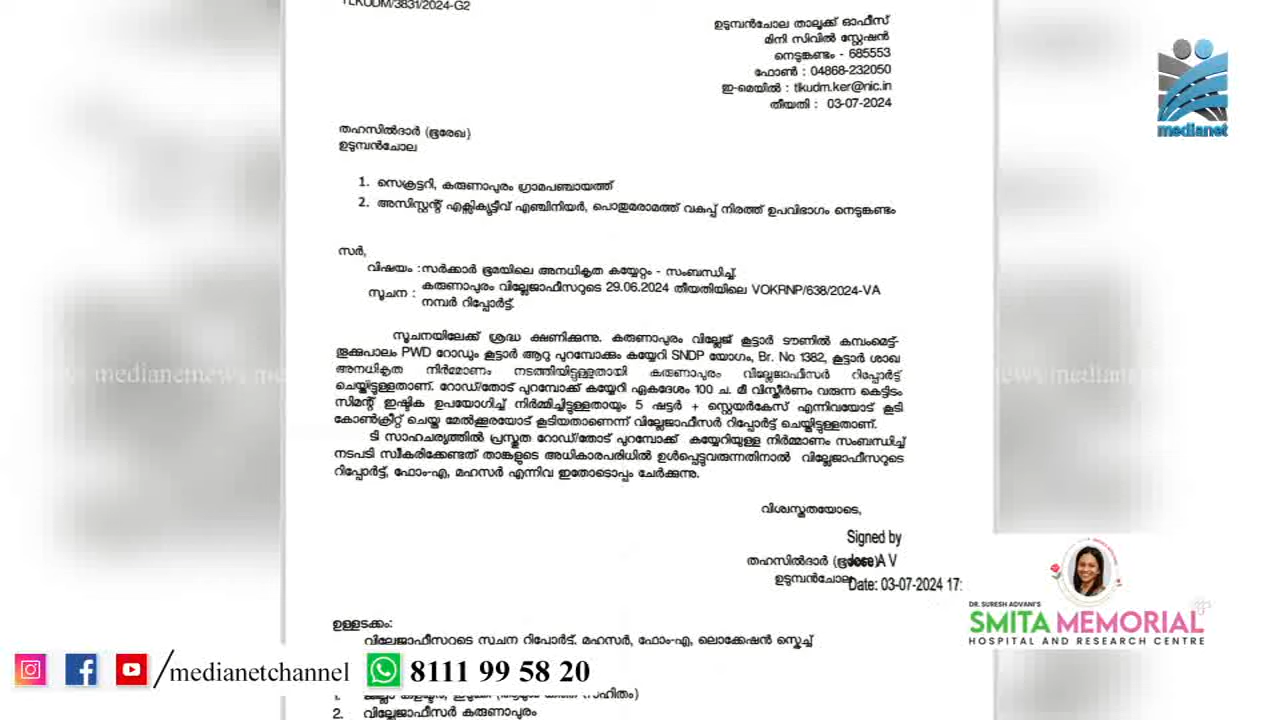 TLKUDM/3831/2024-G2
ഉടുമ്പൻചോല താലൂക്ക് ഓഫീസ്
മിനി സിവിൽ സ്റ്റേഷൻ
നെടുങ്കണ്ടം - 685553
ഫോൺ : 04868-232050
ഇ-മെയിൽ : tlkudm.ker@nic.in
തീയതി : 03-07-2024
medianet
തഹസിൽദാർ (ഭൂരേഖ)
ഉടുമ്പൻചോല
1. സെക്രട്ടറി, കരുണാപുരം ഗ്രാമപഞ്ചായത്ത്
2. അസിസ്റ്റന്റ് എക്സിക്യൂട്ടീവ് എഞ്ചിനിയർ, പൊതുമരാമത്ത് വകുപ്പ് നിരത്ത് ഉപവിഭാഗം നെടുങ്കണ്ടം
സർ,
വിഷയം :സർക്കാർ ഭൂമയിലെ അനധികൃത കയ്യേറ്റം - സംബന്ധിച്ച്.
സൂചന : കരുണാപുരം വില്ലേജാഫീസറുടെ 29.06.2024 തീയതിയിലെ VOKRNP/638/2024-VA
നമ്പർ റിപ്പോർട്ട്.
സൂചനയിലേക്ക് ശ്രദ്ധ ക്ഷണിക്കുന്നു. കരുണാപുരം വില്ലേജ് കൂട്ടാർ ടൗണിൽ കമ്പംമെട്ട്-
തൂക്കുപാലം PWD റോഡും കൂട്ടാർ ആറു പുറമ്പോക്കും കയ്യേറി SNDP യോഗം, Br. No 1382, കൂട്ടാർ ശാഖ
അനധികൃത നിർമ്മാണം നടത്തിയിട്ടുള്ളതായി കരുണാപുരം വില്ലേജാഫീസർ റിപ്പോർട്ട്
ചെയ്തിട്ടുള്ളതാണ്. റോഡ്/തോട് പുറമ്പോക്ക് കയ്യേറി ഏകദേശം 100 ച. മീ വിസ്തീർണം വരുന്ന കെട്ടിടം
സിമന്റ് ഇഷ്ടിക ഉപയോഗിച്ച് നിർമ്മിച്ചിട്ടുള്ളതായും 5 ഷട്ടർ + സ്റ്റെയർകേസ് എന്നിവയോട് കൂടി
കോൺക്രീറ്റ് ചെയ്ത മേൽക്കൂരയോട് കൂടിയതാണെന്ന് വില്ലേജാഫീസർ റിപ്പോർട്ട് ചെയ്തിട്ടുള്ളതാണ്.
ടി സാഹചര്യത്തിൽ പ്രസ്തുത റോഡ്/തോട് പുറമ്പോക്ക് കയ്യേറിയുള്ള നിർമ്മാണം സംബന്ധിച്ച്
നടപടി സ്വീകരിക്കേണ്ടത് താങ്കളുടെ അധികാരപരിധിൽ ഉൾപ്പെട്ടുവരുന്നതിനാൽ വില്ലേജാഫീസറുടെ
റിപ്പോർട്ട്, ഫോം-എ, മഹസർ എന്നിവ ഇതോടൊപ്പം ചേർക്കുന്നു.
medianetnews
വിശ്വസ്തതയോടെ,
Signed by
തഹസിൽദാർ (ഭൂരേഖ) Jose A V
ഉടുമ്പൻചോല Date: 03-07-2024 17:
DR. SURESH ADVANI'S
SMITA MEMORIAL
HOSPITAL AND RESEARCH CENTRE
ഉള്ളടക്കം:
വില്ലേജാഫീസറുടെ സൂചന റിപ്പോർട്, മഹസർ, ഫോം-എ, ലൊക്കേഷൻ സ്കെച്ച്
/medianetchannel 8111 99 58 20
1. ജില്ലാ കളക്ടർ, ഇടുക്കി
2. വില്ലേജാഫീസർ കരുണാപുരം